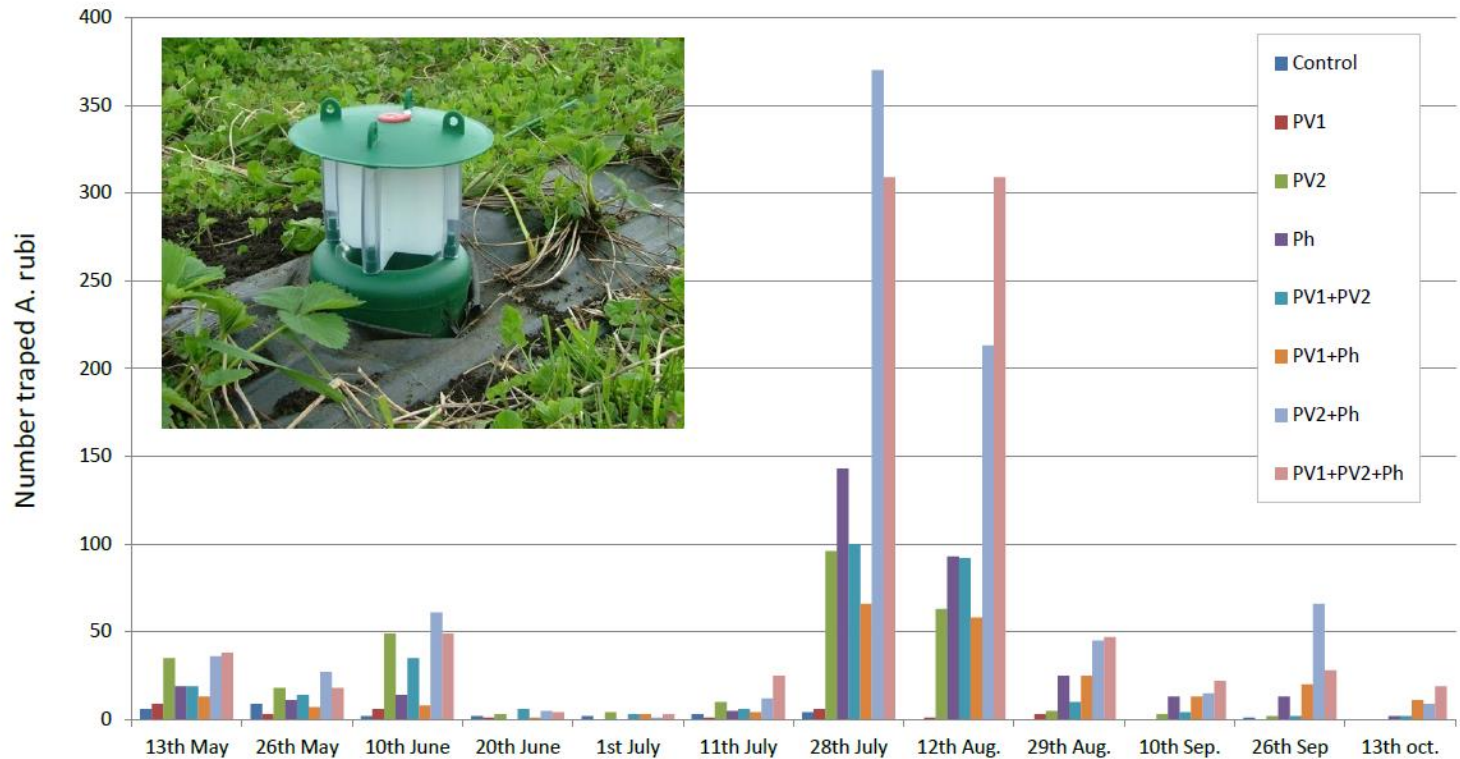 Number traped A. rubi
400
350
300
250
200
150
100
50
0
13th May
26th May
10th June
20th June
1st July
11th July
28th July
12th Aug.
29th Aug.
10th Sep.
26th Sep
13th oct.
Control
PV1
PV2
Ph
PV1+PV2
PV1+Ph
PV2+Ph
PV1+PV2+Ph